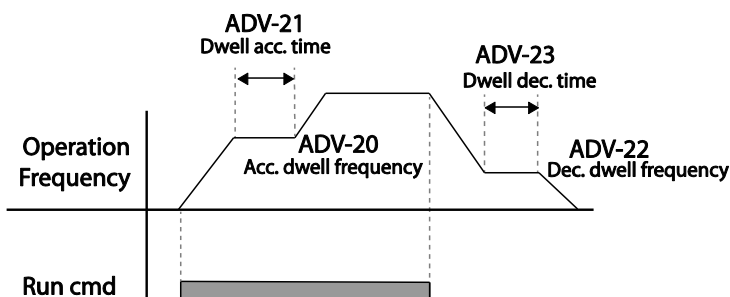 ADV-21
Dwell acc. time
ADV-23
Dwell dec. time
Operation
Frequency
ADV-20
Acc. dwell frequency
ADV-22
Dec. dwell frequency
Run cmd